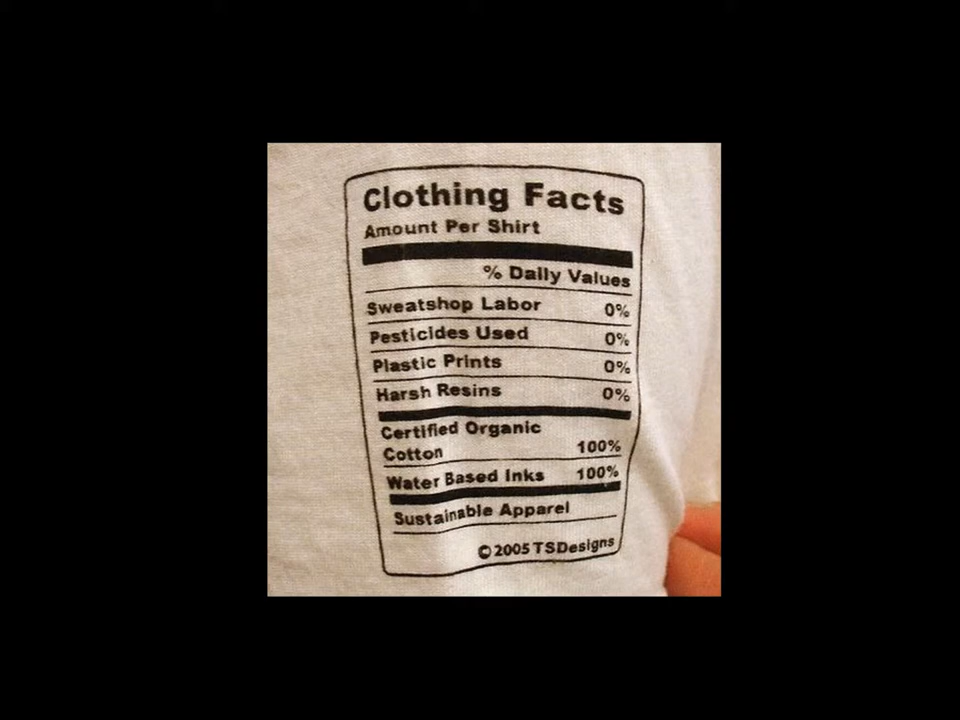 Clothing Facts
Amount Per Shirt
% Daily Values
Sweatshop Labor 0%
Pesticides Used 0%
Plastic Prints 0%
Harsh Resins 0%
Certified Organic
Cotton 100%
Water Based Inks 100%
Sustainable Apparel
©2005 TSDesigns